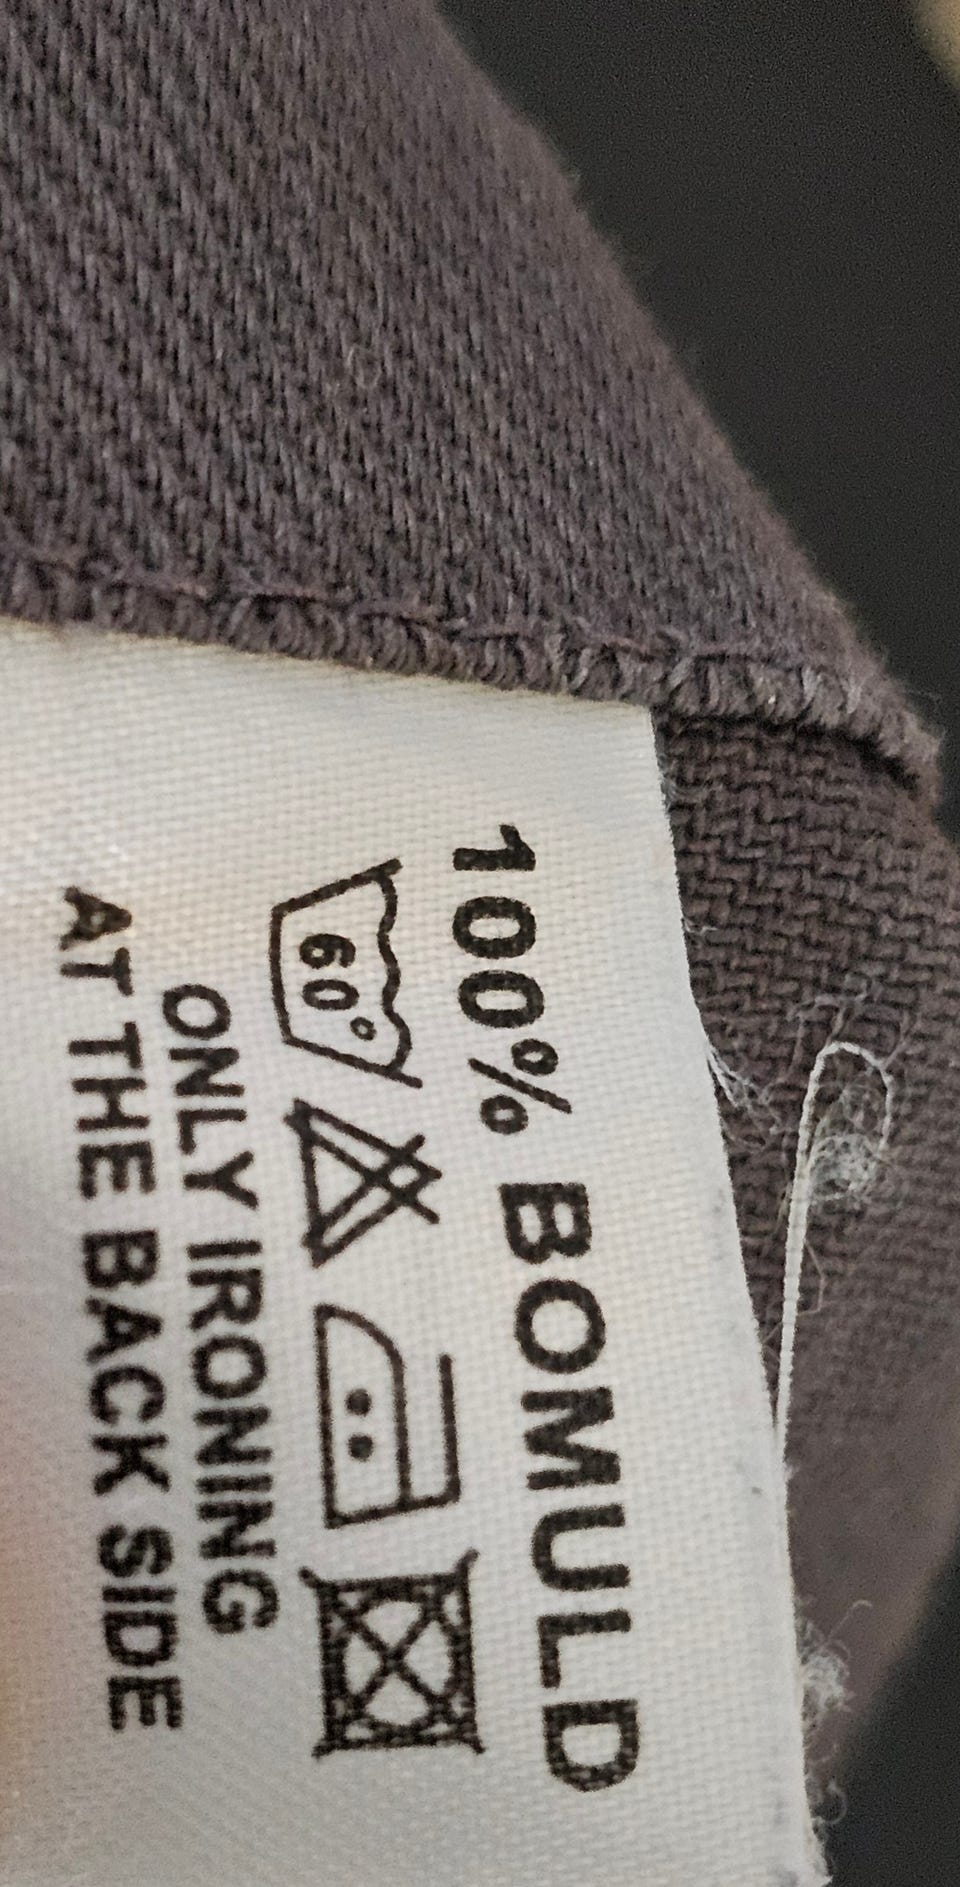 100% BOMULD
60°
ONLY IRONING
AT THE BACK SIDE